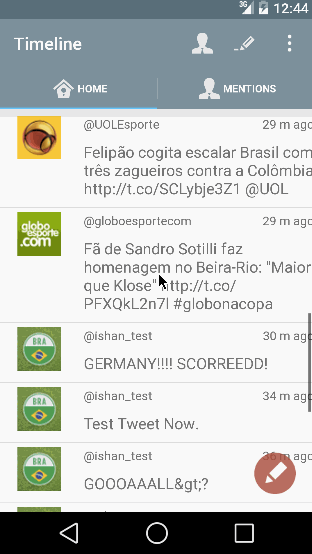 3G 12:44
Timeline
HOME MENTIONS
@UOLEsporte 29 m ago
Felipão cogita escalar Brasil com
três zagueiros contra a Colômbia
http://t.co/SCLybje3Z1 @UOL
globo
esporte
.com
@globoesportecom 29 m ago
Fã de Sandro Sotilli faz
homenagem no Beira-Rio: "Maior
que Klose" http://t.co/
PFXQkL2n7l #globonacopa
BRA
@ishan_test 30 m ago
GERMANY!!!! SCORREEDD!
BRA
@ishan_test 34 m ago
Test Tweet Now.
BRA
@ishan_test 36 m ago
GOOOAAALL&gt;?